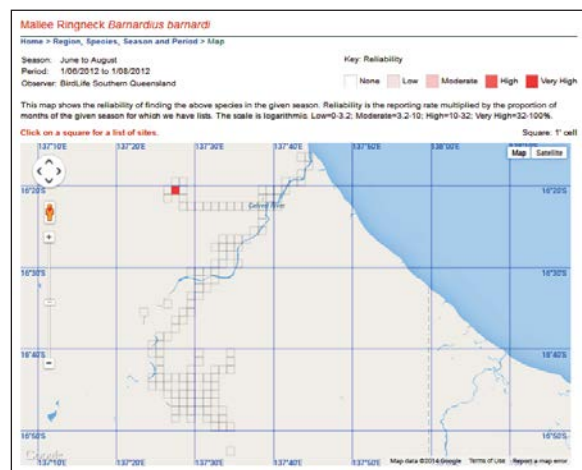 Mallee Ringneck Barnardius barnardi
Home > Region, Species, Season and Period > Map
Season: June to August
Period: 1/06/2012 to 1/08/2012
Observer: BirdLife Southern Queensland
Key: Reliability
None Low Moderate High Very High
This map shows the reliability of finding the above species in the given season. Reliability is the reporting rate multiplied by the proportion of
months of the given season for which we have lists. The scale is logarithmic. Low=0-3.2; Moderate=3.2-10; High=10-32; Very High=32-100%.
Click on a square for a list of sites.
Square: 1' cell
137°10'E 137°20'E 137°30'E 137°40'E 137°50'E 138°00'E
Map Satellite
16°20'S 16°20'S
Calvert River
16°30'S 16°30'S
16°40'S 16°40'S
16°50'S 16°50'S
Google
137°10'E 137°20'E 137°30'E 137°40'E 137°50'E
Map data ©2014 Google Terms of Use Report a map error